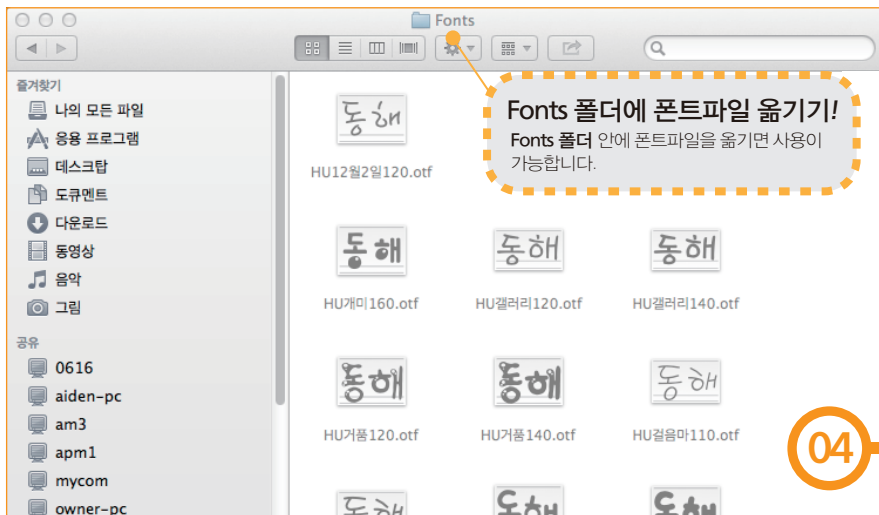 Fonts
즐겨찾기
나의 모든 파일
응용 프로그램
데스크탑
도큐멘트
다운로드
동영상
음악
그림
공유
0616
aiden-pc
am3
apm1
mycom
owner-pc
Fonts 폴더에 폰트파일 옮기기!
Fonts 폴더 안에 폰트파일을 옮기면 사용이
가능합니다.
동해
HU12월2일120.otf
동해 동해 동해
HU개미160.otf HU갤러리120.otf HU갤러리140.otf
동해 동해 동해
HU거품120.otf HU거품140.otf HU걸음마110.otf
동해 동해 동해
04